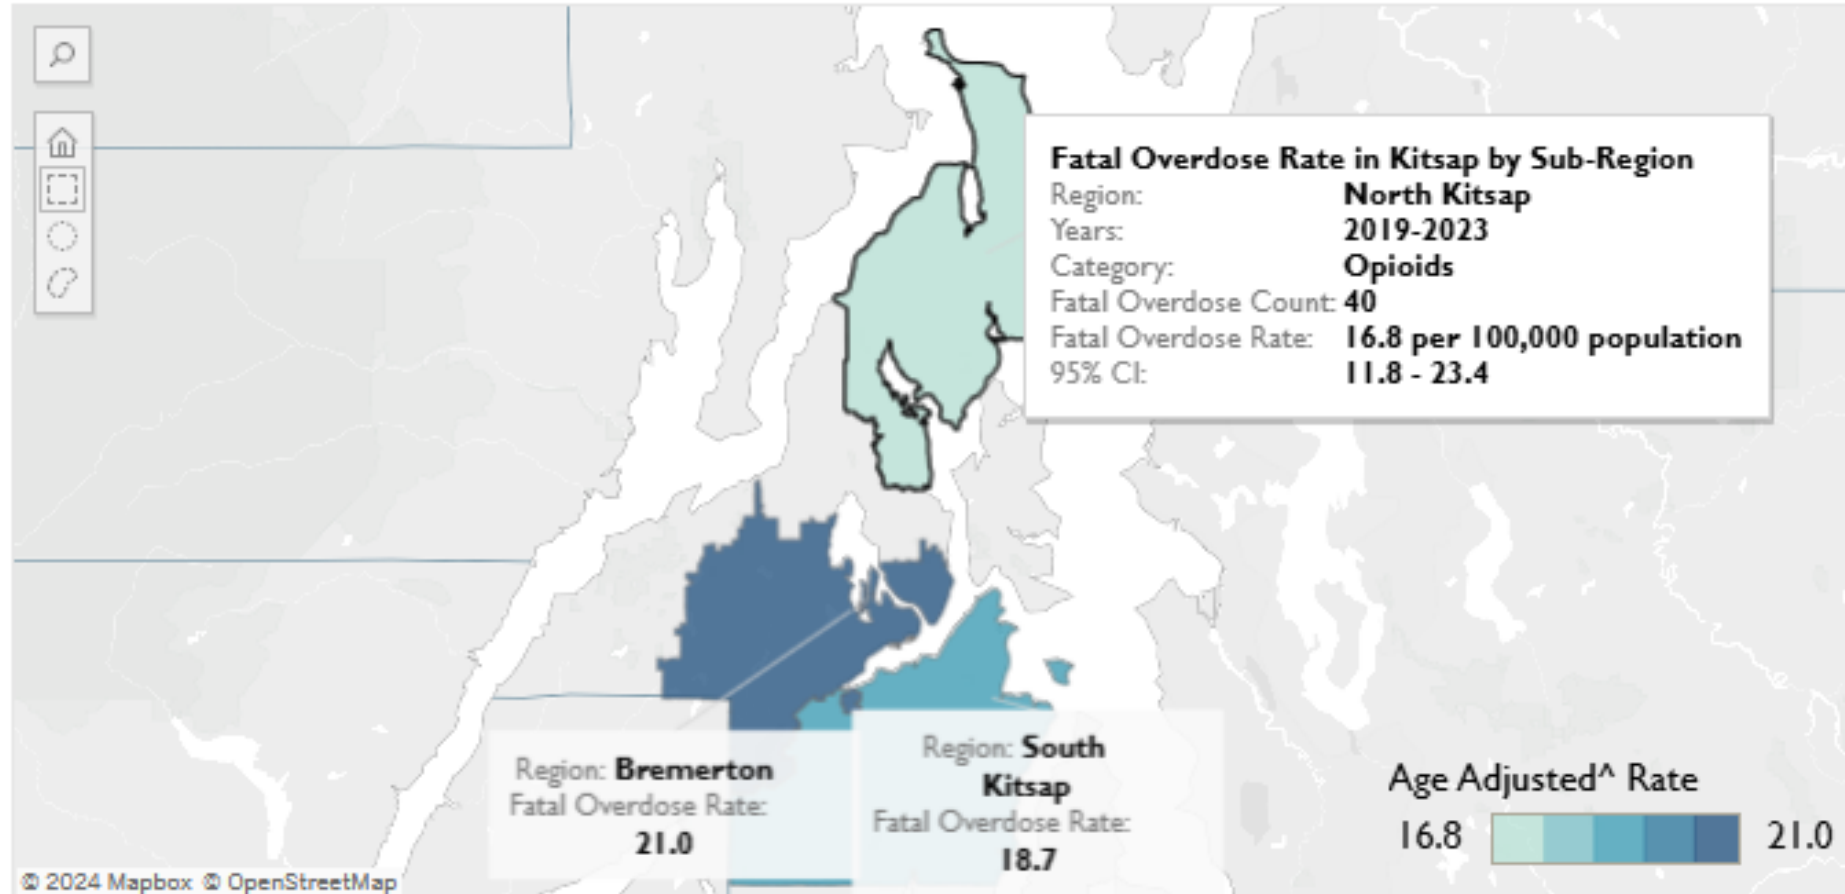 Fatal Overdose Rate in Kitsap by Sub-Region
Region: North Kitsap
Years: 2019-2023
Category: Opioids
Fatal Overdose Count: 40
Fatal Overdose Rate: 16.8 per 100,000 population
95% CI: 11.8 - 23.4
Region: Bremerton
Fatal Overdose Rate:
21.0
Region: South
Kitsap
Fatal Overdose Rate:
18.7
Age Adjusted^ Rate
16.8 21.0
© 2024 Mapbox © OpenStreetMap